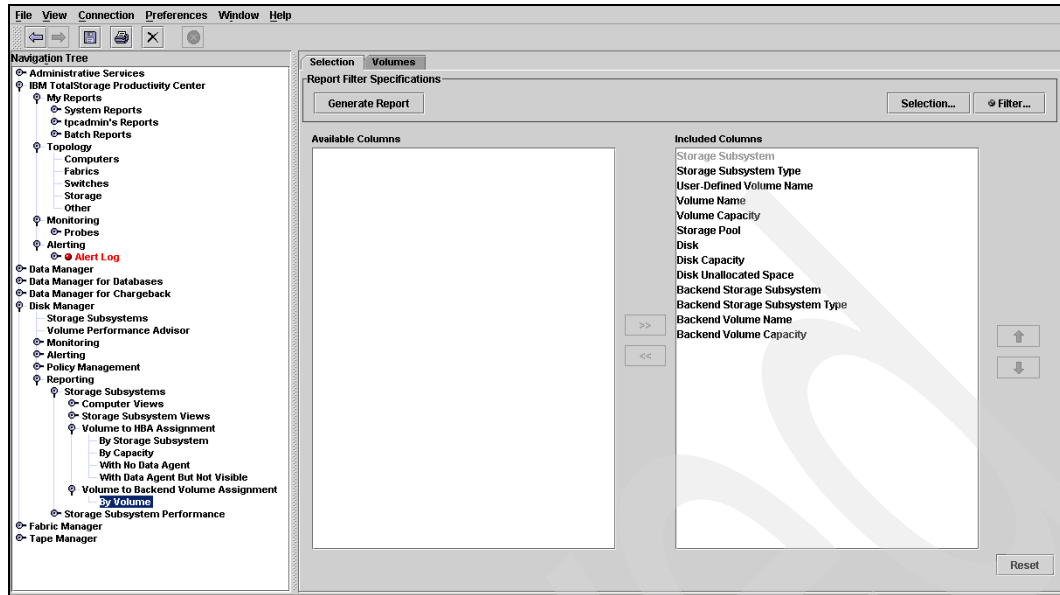 File View Connection Preferences Window Help
Navigation Tree
Administrative Services
IBM TotalStorage Productivity Center
My Reports
System Reports
tpcadmin's Reports
Batch Reports
Topology
Computers
Fabrics
Switches
Storage
Other
Monitoring
Probes
Alerting
Alert Log
Data Manager
Data Manager for Databases
Data Manager for Chargeback
Disk Manager
Storage Subsystems
Volume Performance Advisor
Monitoring
Alerting
Policy Management
Reporting
Storage Subsystems
Computer Views
Storage Subsystem Views
Volume to HBA Assignment
By Storage Subsystem
By Capacity
With No Data Agent
With Data Agent But Not Visible
Volume to Backend Volume Assignment
By Volume
Storage Subsystem Performance
Fabric Manager
Tape Manager
Selection Volumes
Report Filter Specifications
Generate Report Selection... Filter...
Available Columns
Included Columns
Storage Subsystem
Storage Subsystem Type
User-Defined Volume Name
Volume Name
Volume Capacity
Storage Pool
Disk
Disk Capacity
Disk Unallocated Space
Backend Storage Subsystem
Backend Storage Subsystem Type
Backend Volume Name
Backend Volume Capacity
>>
<<
Reset